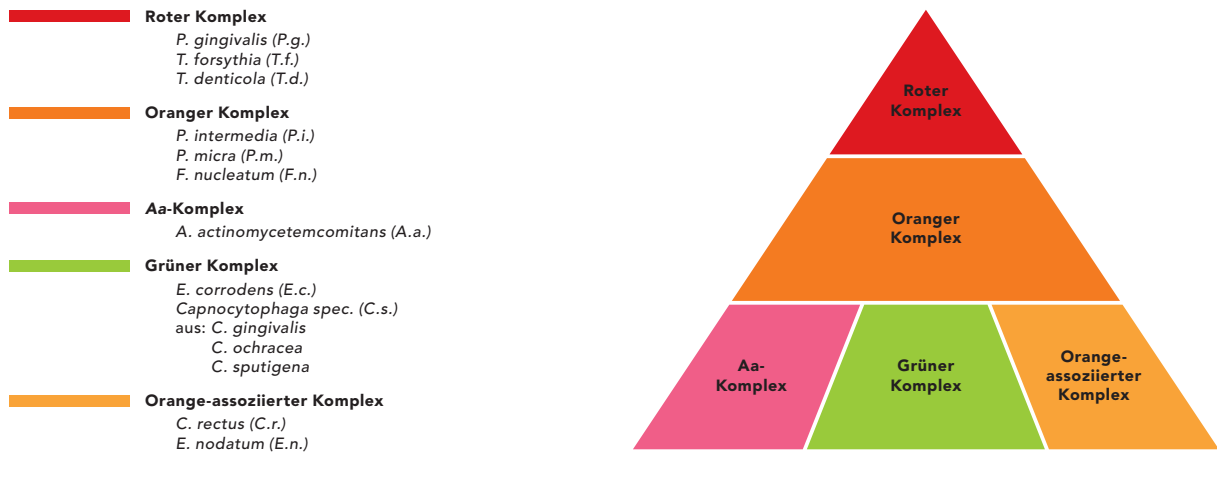 Roter Komplex
P. gingivalis (P.g.)
T. forsythia (T.f.)
T. denticola (T.d.)
Oranger Komplex
P. intermedia (P.i.)
P. micra (P.m.)
F. nucleatum (F.n.)
Aa-Komplex
A. actinomycetemcomitans (A.a.)
Grüner Komplex
E. corrodens (E.c.)
Capnocytophaga spec. (C.s.)
aus: C. gingivalis
C. ochracea
C. sputigena
Orange-assoziierter Komplex
C. rectus (C.r.)
E. nodatum (E.n.)
Roter
Komplex
Oranger
Komplex
Aa-
Komplex
Grüner
Komplex
Orange-
assoziierter
Komplex